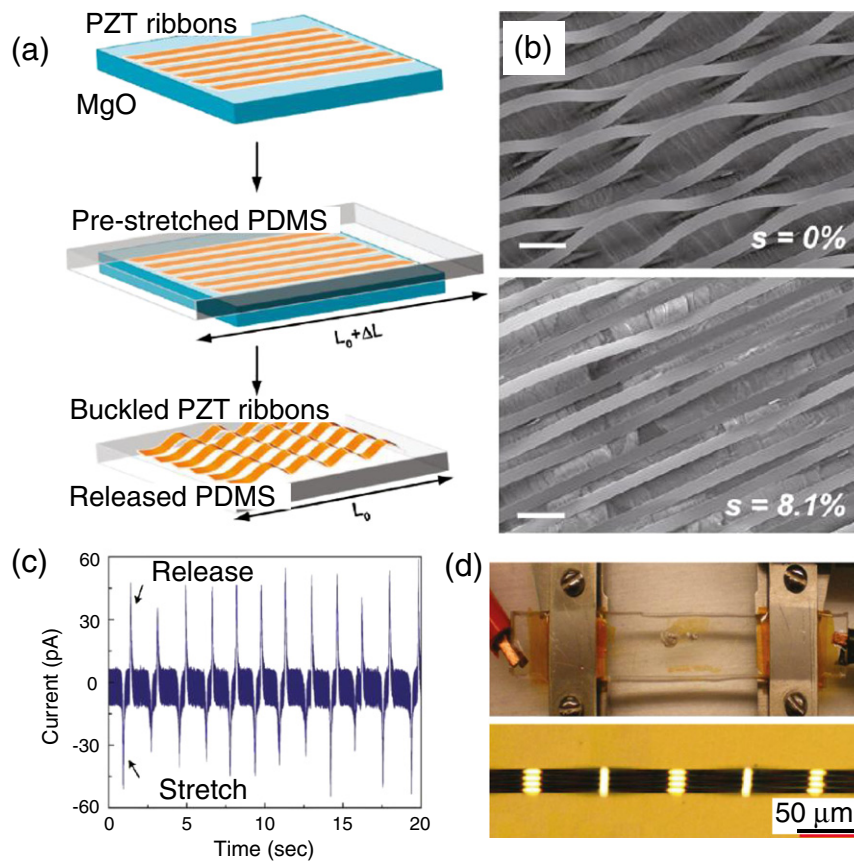 (a)
PZT ribbons
MgO
Pre-stretched PDMS
L₀+ΔL
Buckled PZT ribbons
Released PDMS
L₀
(b)
s = 0%
s = 8.1%
(c)
Release
Stretch
Current (pA)
60
30
0
-30
-60
0
5
10
15
20
Time (sec)
(d)
50 μm